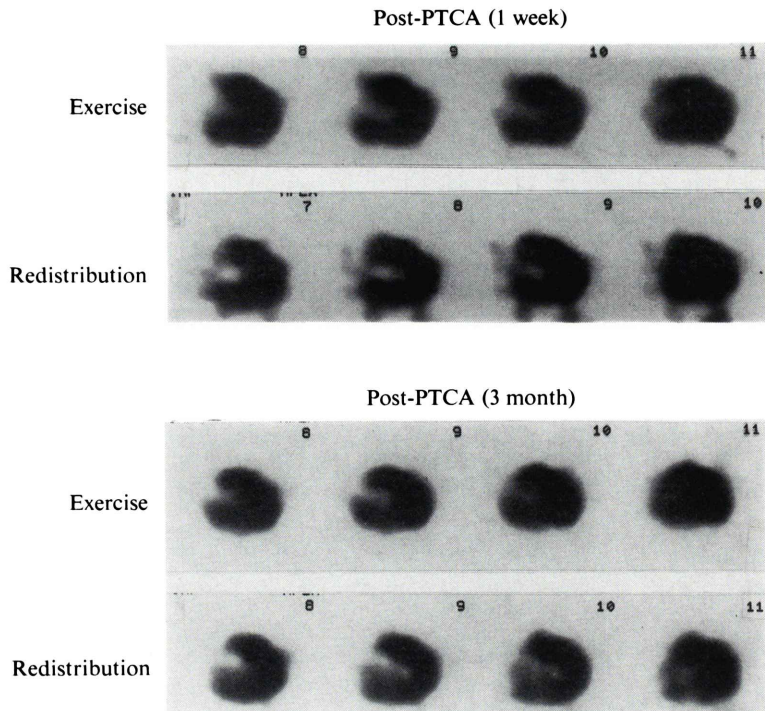 Post-PTCA (1 week)
8 9 10 11
Exercise
7 8 9 10
Redistribution
Post-PTCA (3 month)
8 9 10 11
Exercise
8 9 10 11
Redistribution